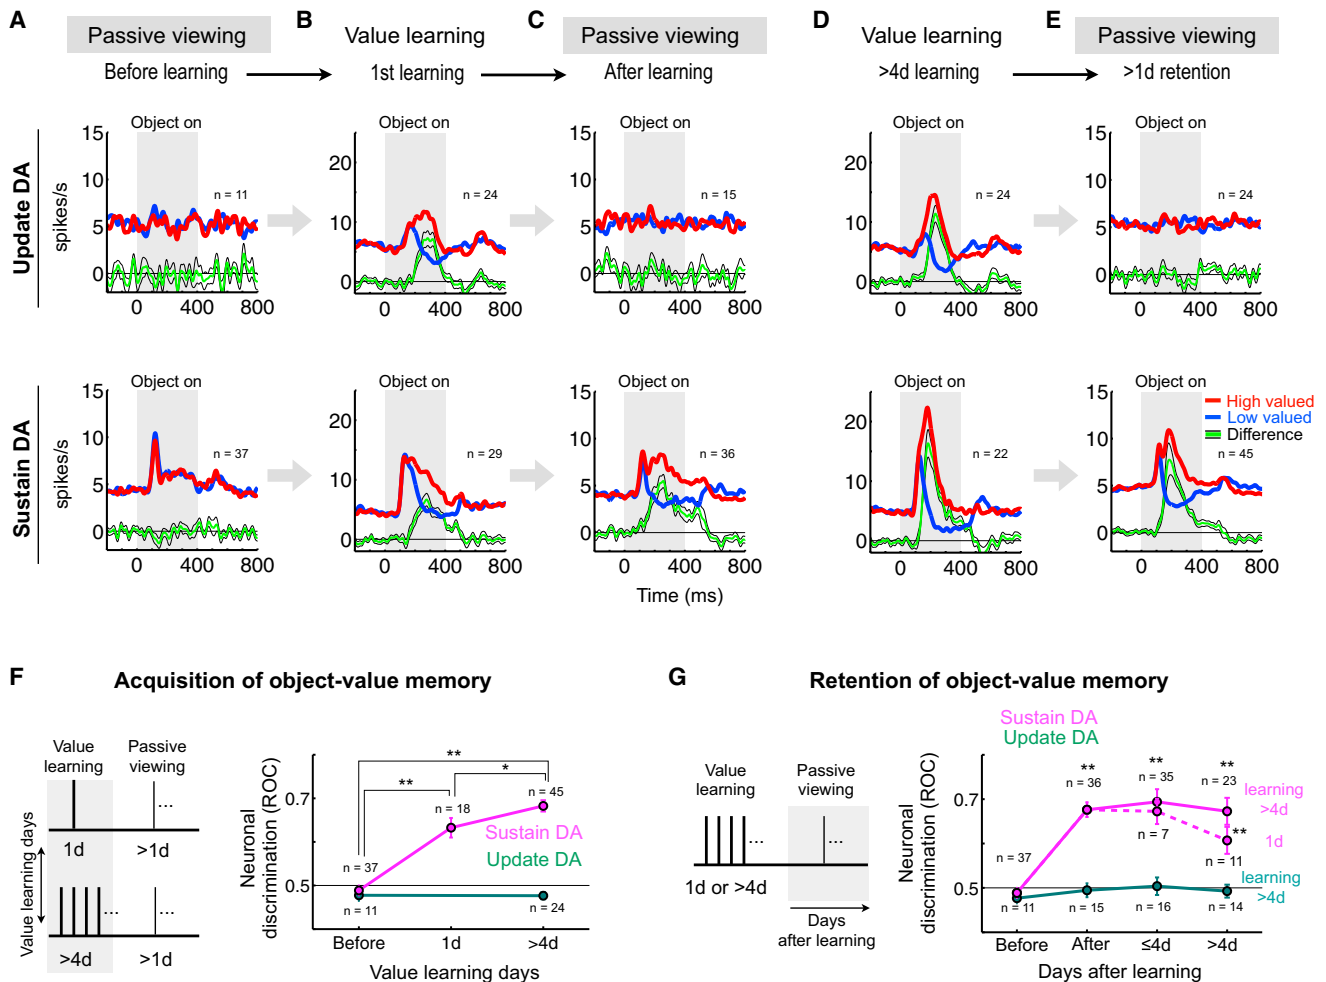 A
Passive viewing
Before learning
B
Value learning
1st learning
C
Passive viewing
After learning
D
Value learning
>4d learning
E
Passive viewing
>1d retention
Update DA
spikes/s
Object on
15
10
5
0
n = 11
0 400 800
Object on
20
10
0
n = 24
0 400 800
Object on
15
10
5
0
n = 15
0 400 800
Object on
20
10
0
n = 24
0 400 800
Object on
15
10
5
0
n = 24
0 400 800
Sustain DA
spikes/s
Object on
15
10
5
0
n = 37
0 400 800
Object on
20
10
0
n = 29
0 400 800
Object on
15
10
5
0
n = 36
0 400 800
Time (ms)
Object on
20
10
0
n = 22
0 400 800
Object on
15
10
5
0
High valued
Low valued
Difference
n = 45
0 400 800
F
Acquisition of object-value memory
Value learning days
Value
learning
Passive
viewing
...
1d >1d
... ...
>4d >1d
Neuronal
discrimination (ROC)
0.7
0.5
**
**
*
n = 37
n = 18
n = 45
Sustain DA
Update DA
n = 11
n = 24
Before 1d >4d
Value learning days
G
Retention of object-value memory
Value
learning
Passive
viewing
... ...
1d or >4d
Days
after learning
Sustain DA
Update DA
Neuronal
discrimination (ROC)
0.7
0.5
** ** **
n = 37
n = 36
n = 35
n = 23
learning
>4d
1d
**
n = 7
n = 11
learning
>4d
n = 11
n = 15
n = 16
n = 14
Before After ≤4d >4d
Days after learning